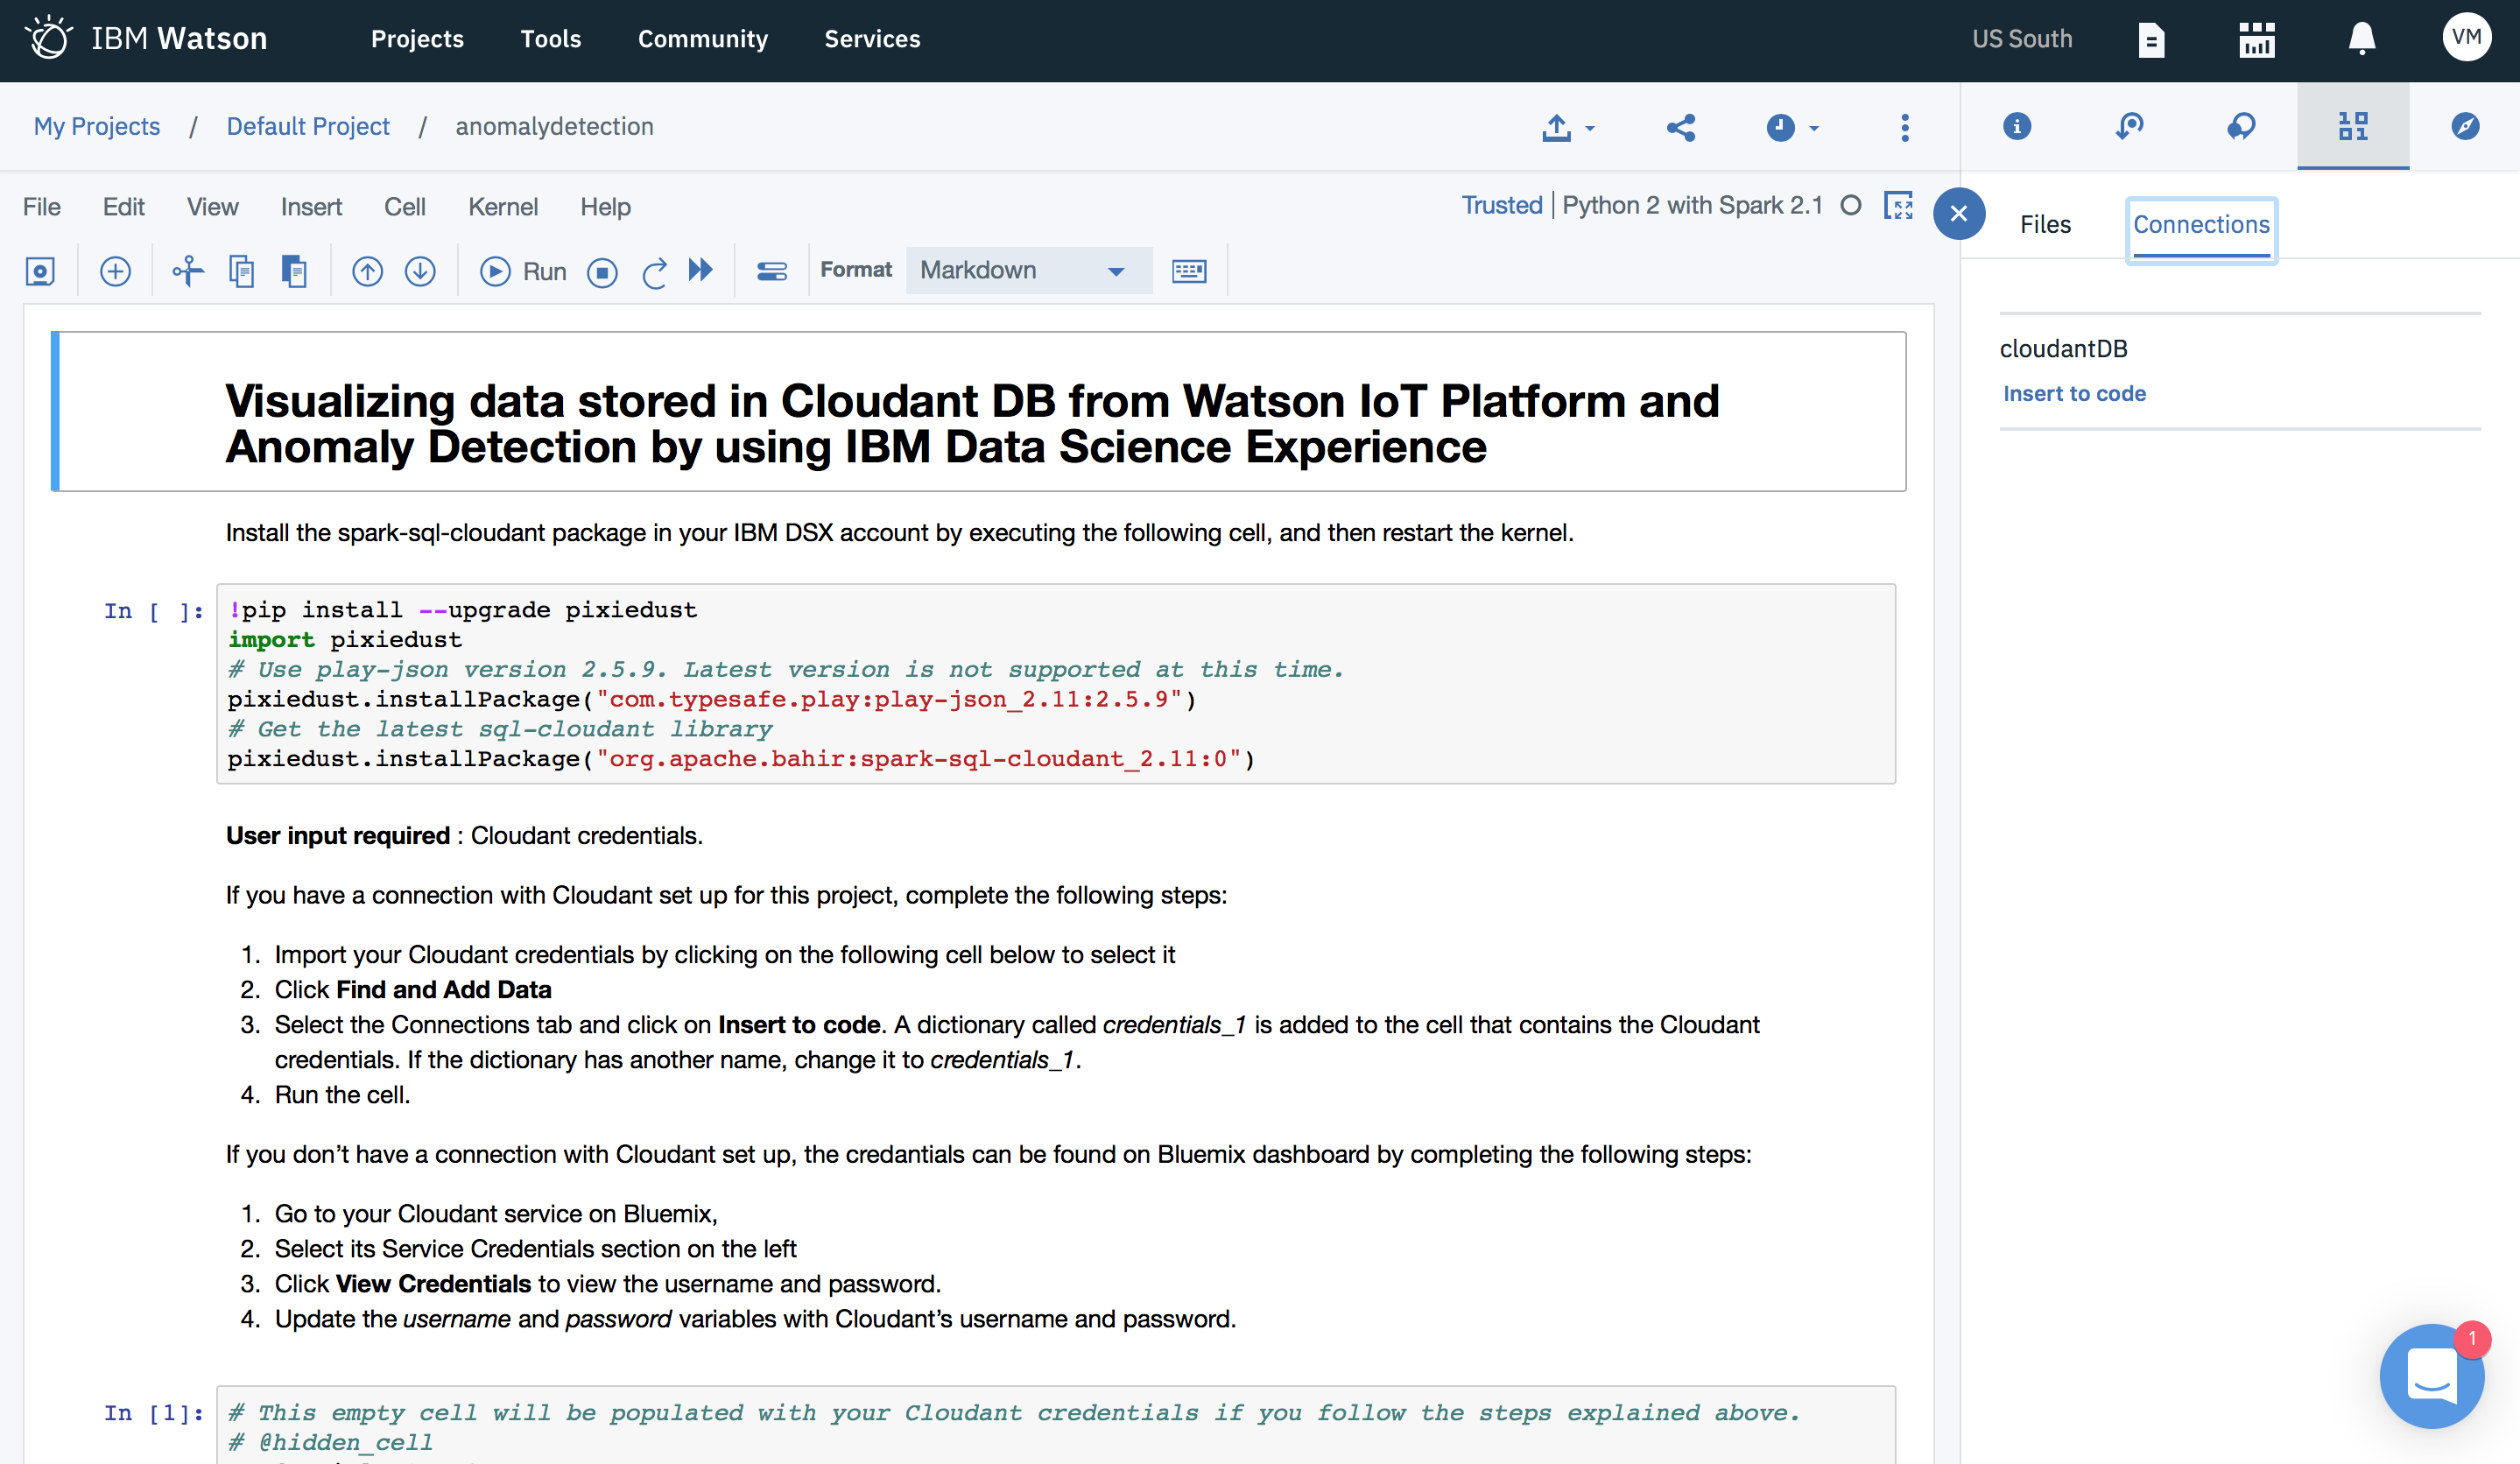 IBM Watson Projects Tools Community Services US South VM
My Projects / Default Project / anomalydetection
File Edit View Insert Cell Kernel Help Trusted Python 2 with Spark 2.1
Files Connections
Run Format Markdown
cloudantDB
Insert to code
Visualizing data stored in Cloudant DB from Watson IoT Platform and
Anomaly Detection by using IBM Data Science Experience
Install the spark-sql-cloudant package in your IBM DSX account by executing the following cell, and then restart the kernel.
In [ ]: !pip install --upgrade pixiedust
import pixiedust
# Use play-json version 2.5.9. Latest version is not supported at this time.
pixiedust.installPackage("com.typesafe.play:play-json_2.11:2.5.9")
# Get the latest sql-cloudant library
pixiedust.installPackage("org.apache.bahir:spark-sql-cloudant_2.11:0")
User input required : Cloudant credentials.
If you have a connection with Cloudant set up for this project, complete the following steps:
1. Import your Cloudant credentials by clicking on the following cell below to select it
2. Click Find and Add Data
3. Select the Connections tab and click on Insert to code. A dictionary called credentials_1 is added to the cell that contains the Cloudant
credentials. If the dictionary has another name, change it to credentials_1.
4. Run the cell.
If you don’t have a connection with Cloudant set up, the credantials can be found on Bluemix dashboard by completing the following steps:
1. Go to your Cloudant service on Bluemix,
2. Select its Service Credentials section on the left
3. Click View Credentials to view the username and password.
4. Update the username and password variables with Cloudant’s username and password.
1
In [1]: # This empty cell will be populated with your Cloudant credentials if you follow the steps explained above.
# @hidden_cell